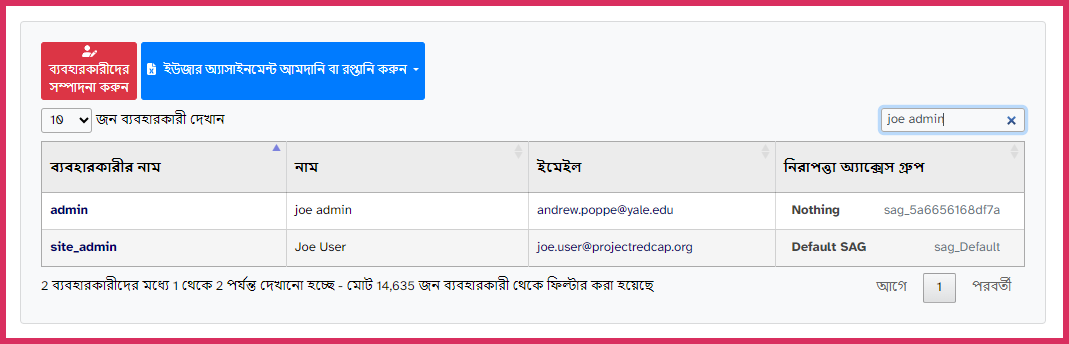 ব্যবহারকারীদের
সম্পাদনা করুন
ইউজার অ্যাসাইনমেন্ট আমদানি বা রপ্তানি করুন
10 জন ব্যবহারকারী দেখান
joe admin
ব্যবহারকারীর নাম নাম ইমেইল নিরাপত্তা অ্যাক্সেস গ্রুপ
admin joe admin andrew.poppe@yale.edu Nothing sag_5a6656168df7a
site_admin Joe User joe.user@projectredcap.org Default SAG sag_Default
2 ব্যবহারকারীদের মধ্যে 1 থেকে 2 পর্যন্ত দেখানো হচ্ছে - মোট 14,635 জন ব্যবহারকারী থেকে ফিল্টার করা হয়েছে
আগে 1 পরবর্তী